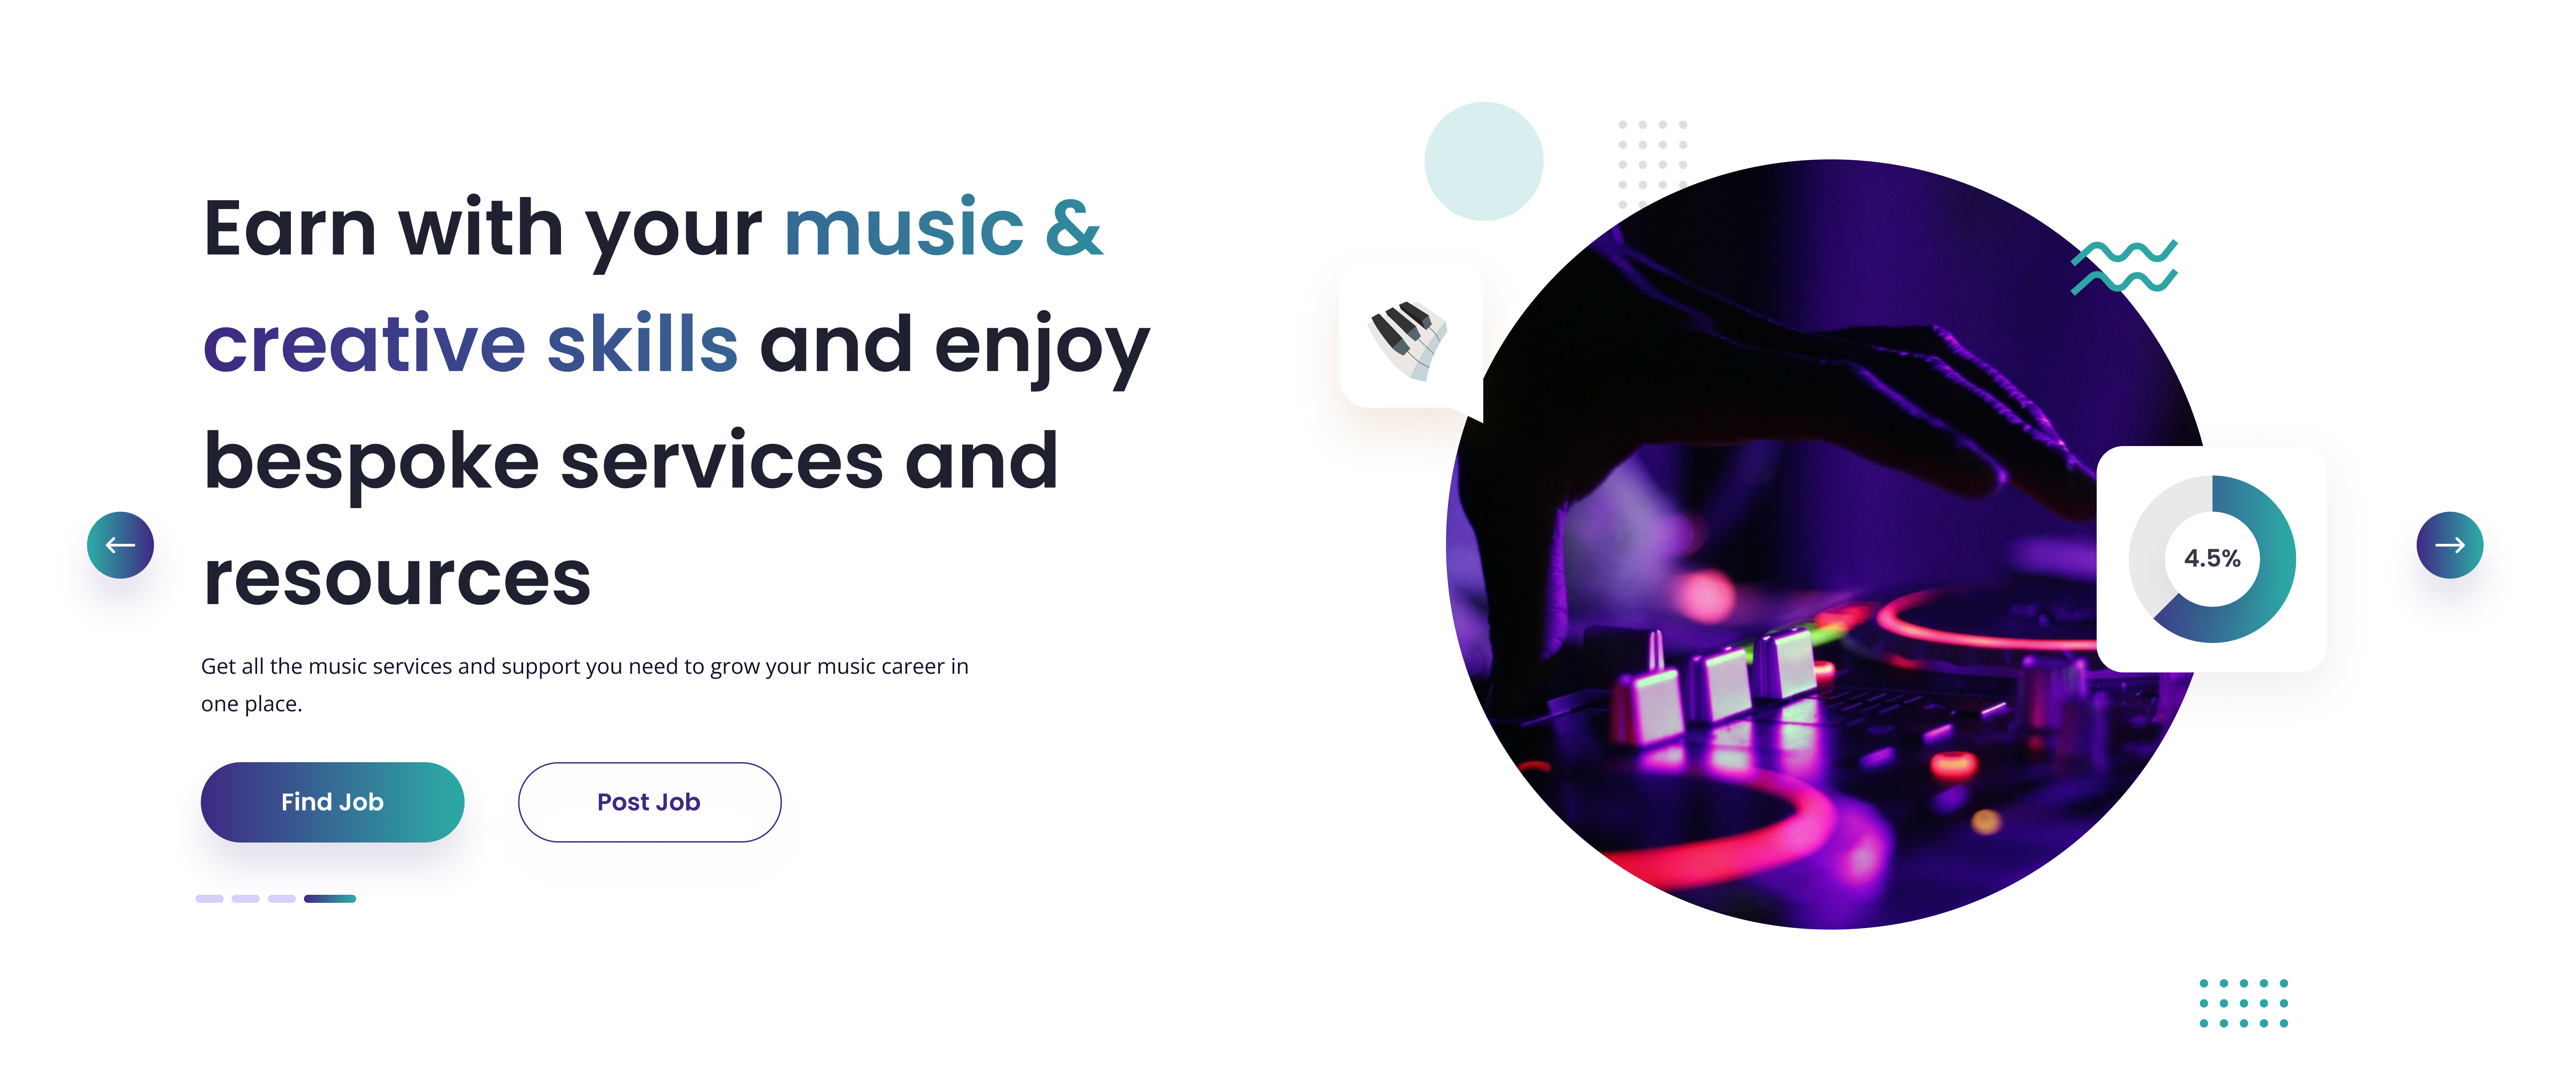 Earn with your music &
creative skills and enjoy
bespoke services and
resources
Get all the music services and support you need to grow your music career in
one place.
Find Job
Post Job
4.5%